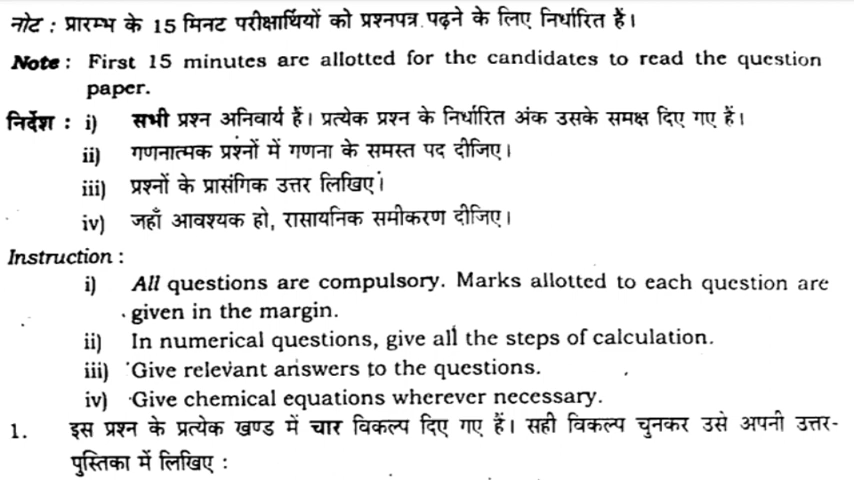 नोट : प्रारम्भ के 15 मिनट परीक्षार्थियों को प्रश्नपत्र पढ़ने के लिए निर्धारित हैं।
Note : First 15 minutes are allotted for the candidates to read the question
paper.
निर्देश : i) सभी प्रश्न अनिवार्य हैं। प्रत्येक प्रश्न के निर्धारित अंक उसके समक्ष दिए गए हैं।
ii) गणनात्मक प्रश्नों में गणना के समस्त पद दीजिए।
iii) प्रश्नों के प्रासंगिक उत्तर लिखिए।
iv) जहाँ आवश्यक हो, रासायनिक समीकरण दीजिए।
Instruction :
i) All questions are compulsory. Marks allotted to each question are
given in the margin.
ii) In numerical questions, give all the steps of calculation.
iii) Give relevant answers to the questions.
iv) Give chemical equations wherever necessary.
1. इस प्रश्न के प्रत्येक खण्ड में चार विकल्प दिए गए हैं। सही विकल्प चुनकर उसे अपनी उत्तर-
पुस्तिका में लिखिए :